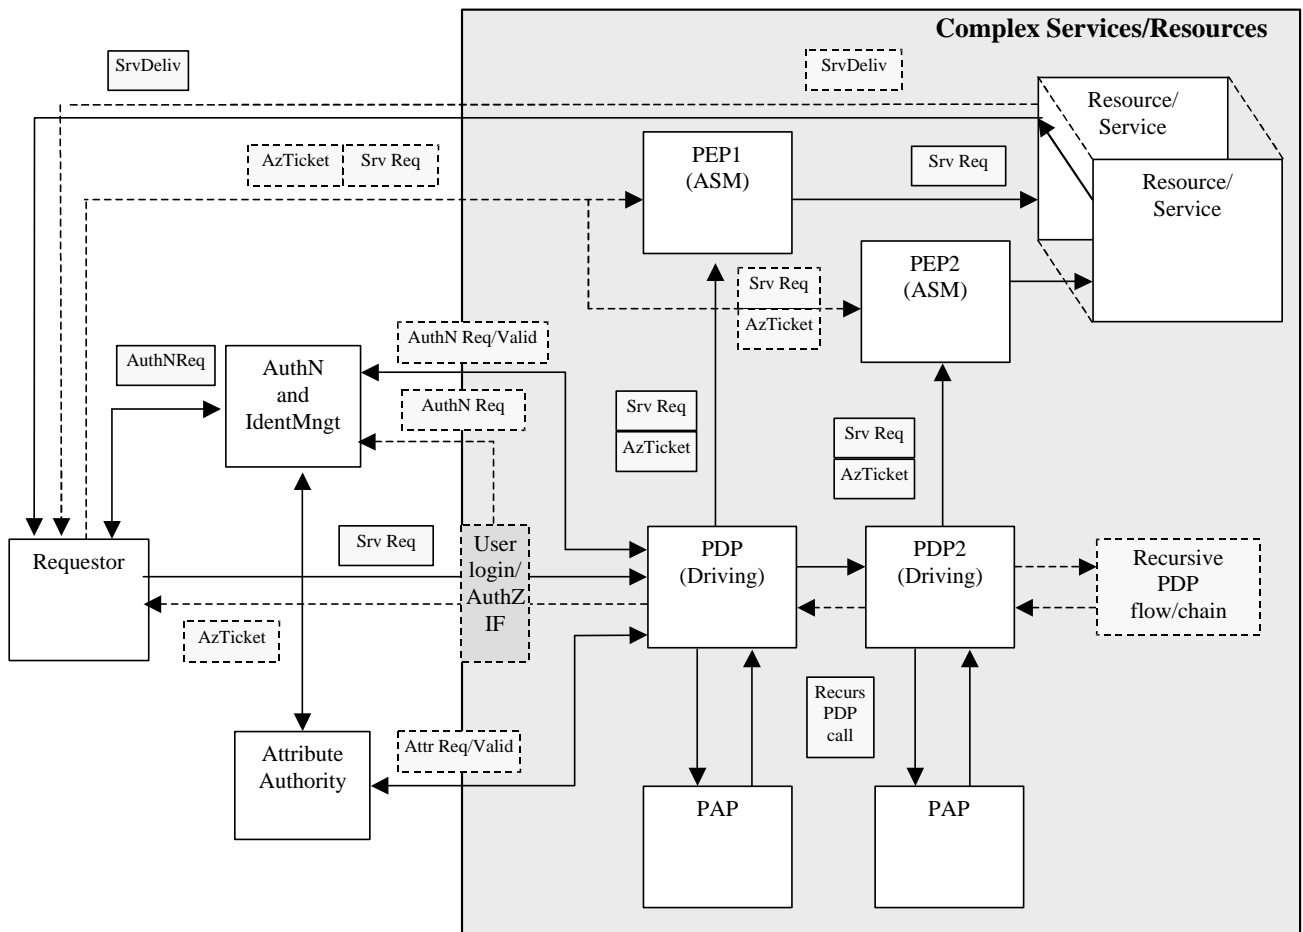 Complex Services/Resources
SrvDeliv
SrvDeliv
Resource/
Service
AzTicket
Srv Req
PEP1
(ASM)
Srv Req
Resource/
Service
PEP2
(ASM)
Srv Req
AzTicket
AuthN Req/Valid
AuthNReq
AuthN
and
IdentMngt
AuthN Req
Srv Req
AzTicket
Srv Req
AzTicket
Srv Req
User
login/
AuthZ
IF
Requestor
PDP
(Driving)
PDP2
(Driving)
Recursive
PDP
flow/chain
AzTicket
Recurs
PDP
call
Attr Req/Valid
Attribute
Authority
PAP
PAP